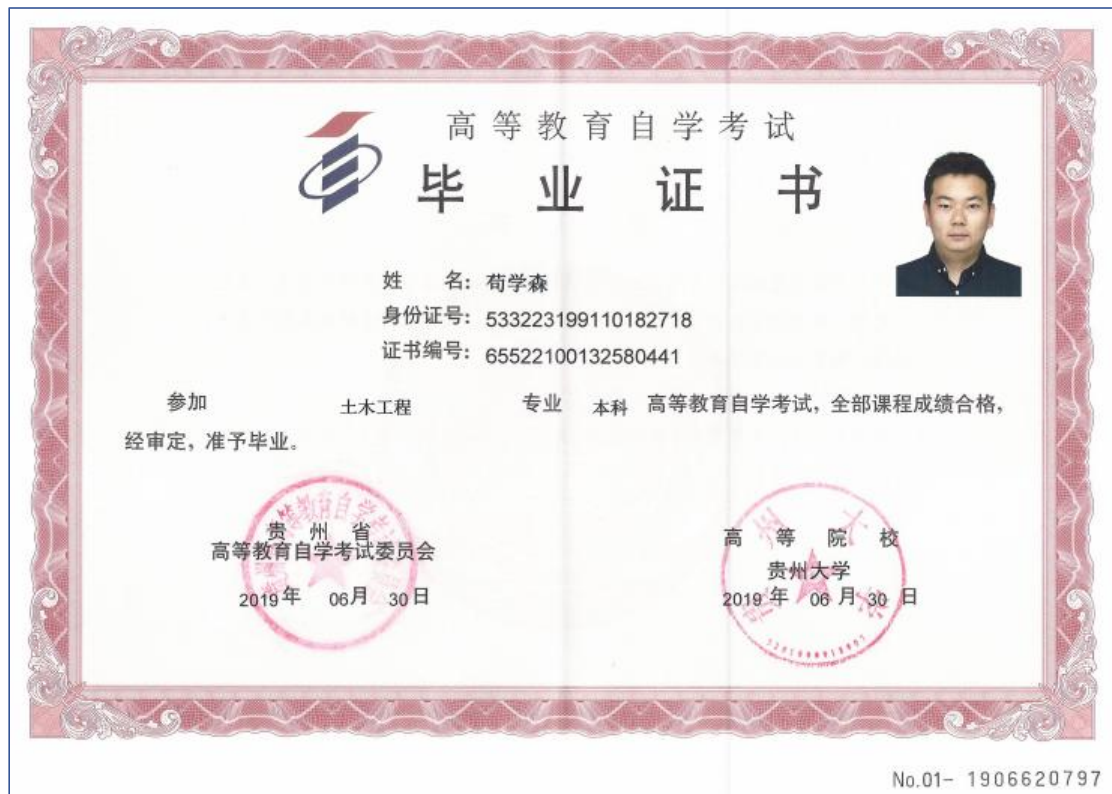 高等教育自学考试
毕业证书
姓 名：荀学森
身份证号：533223199110182718
证书编号：65522100132580441
参加 土木工程 专业 本科 高等教育自学考试，全部课程成绩合格，
经审定，准予毕业。
贵州省
高等教育自学考试委员会
2019年 06月 30日
高等院校
贵州大学
2019年 06月 30日
No.01- 1906620797